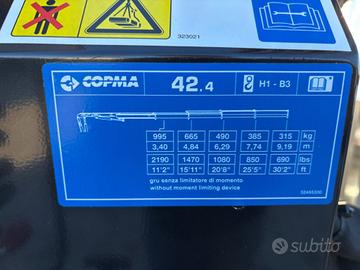 323021
COPMA 42.4 H1 - B3
995 665 490 385 315 kg
3,40 4,84 6,29 7,74 9,19 m
2190 1470 1080 850 690 lbs
11'2" 15'11" 20'8" 25'5" 30'2" ft
gru senza limitatore di momento
without moment limiting device
subito